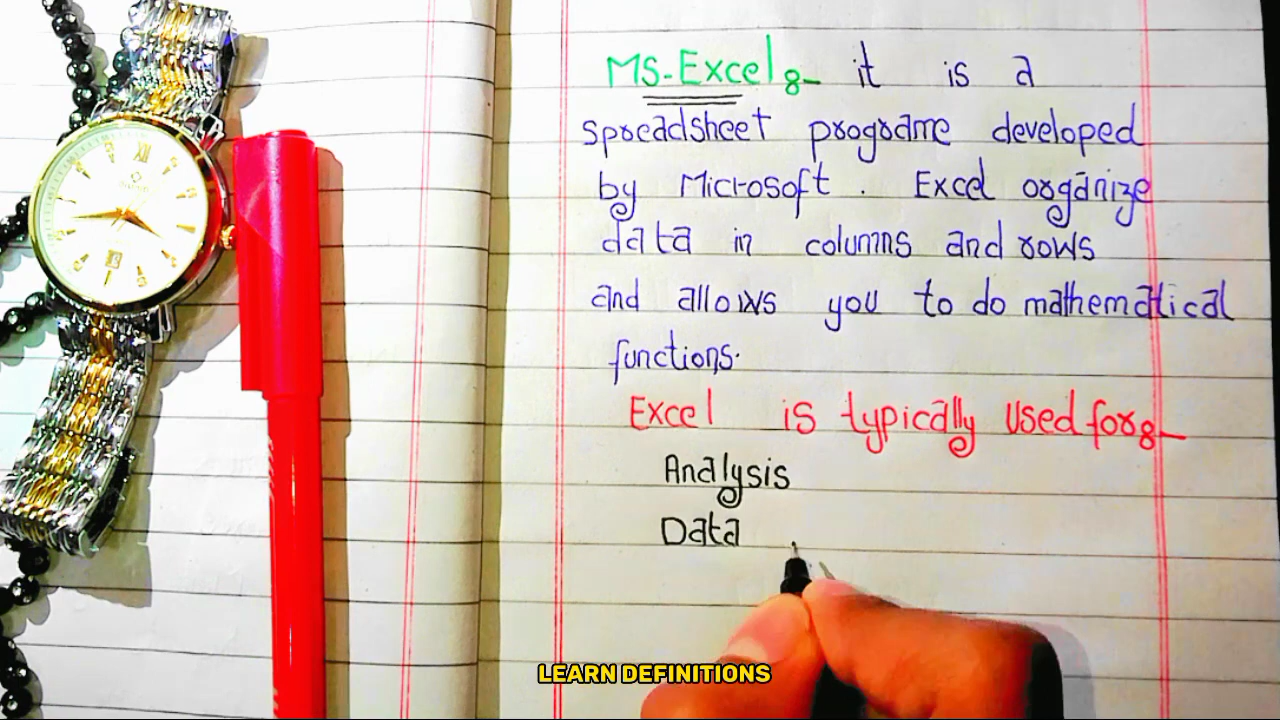 MS-Excel:- it is a
Spreadsheet programe developed
by Microsoft. Excel organize
data in columns and rows
and allows you to do mathematical
functions.
Excel is typically used for:-
Analysis
Data
LEARN DEFINITIONS